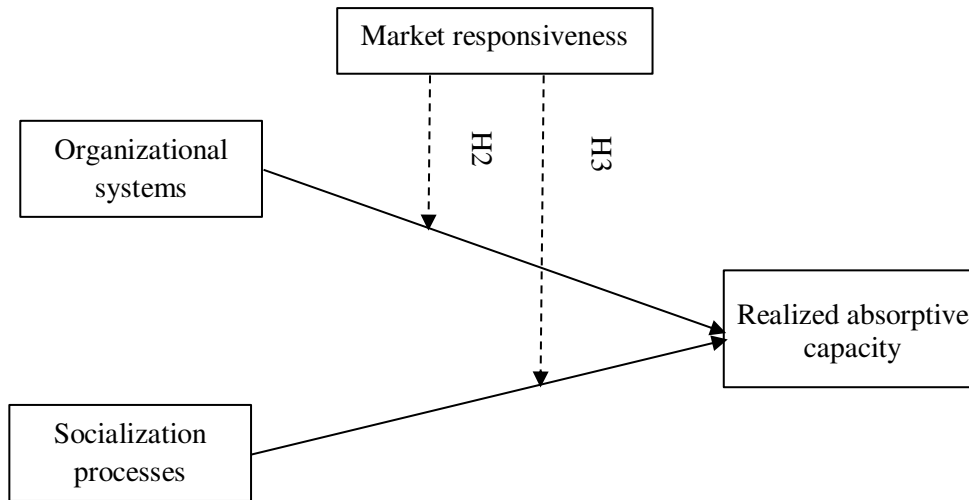 Market responsiveness
Organizational
systems
H2
H3
Realized absorptive
capacity
Socialization
processes